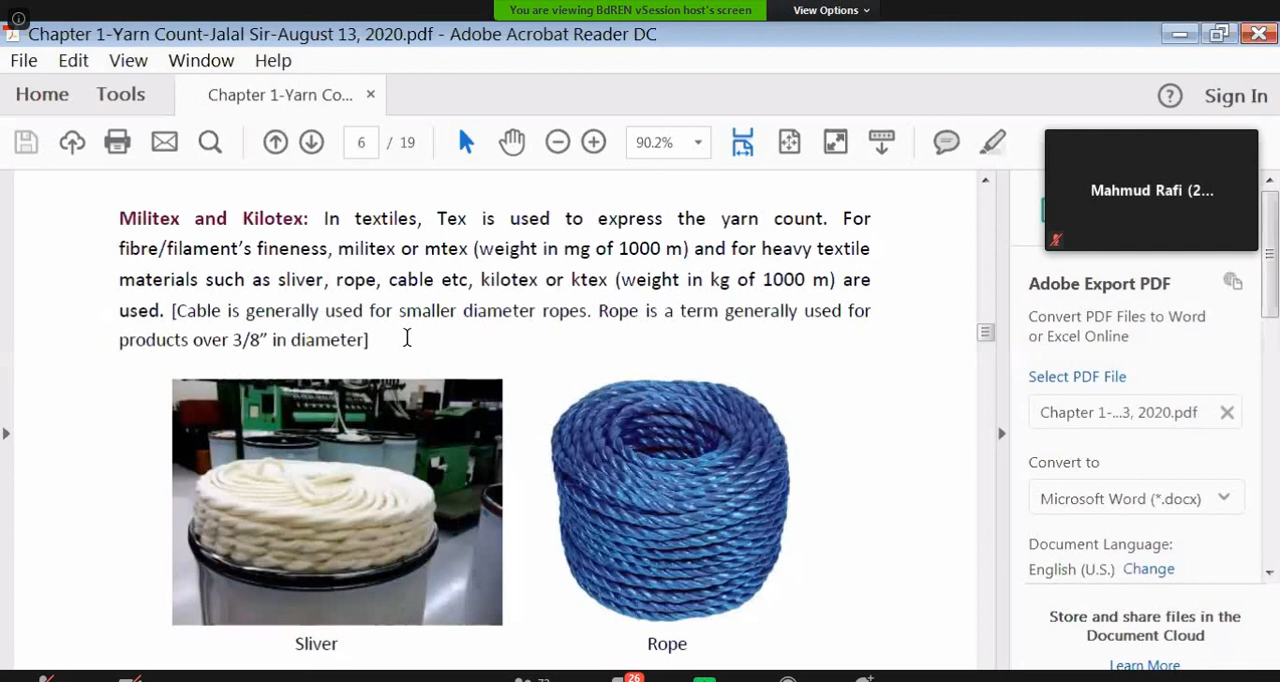 You are viewing BdREN vSession host's screen View Options
Chapter 1-Yarn Count-Jalal Sir-August 13, 2020.pdf - Adobe Acrobat Reader DC
File Edit View Window Help
Home Tools Chapter 1-Yarn Co... × Sign In
6 / 19 90.2%
Mahmud Rafi (2...
Militex and Kilotex: In textiles, Tex is used to express the yarn count. For
fibre/filament’s fineness, militex or mtex (weight in mg of 1000 m) and for heavy textile
materials such as sliver, rope, cable etc, kilotex or ktex (weight in kg of 1000 m) are
used. [Cable is generally used for smaller diameter ropes. Rope is a term generally used for
products over 3/8” in diameter]
Sliver Rope
Adobe Export PDF
Convert PDF Files to Word
or Excel Online
Select PDF File
Chapter 1-...3, 2020.pdf
Convert to
Microsoft Word (*.docx)
Document Language:
English (U.S.) Change
Store and share files in the
Document Cloud
Learn More
26